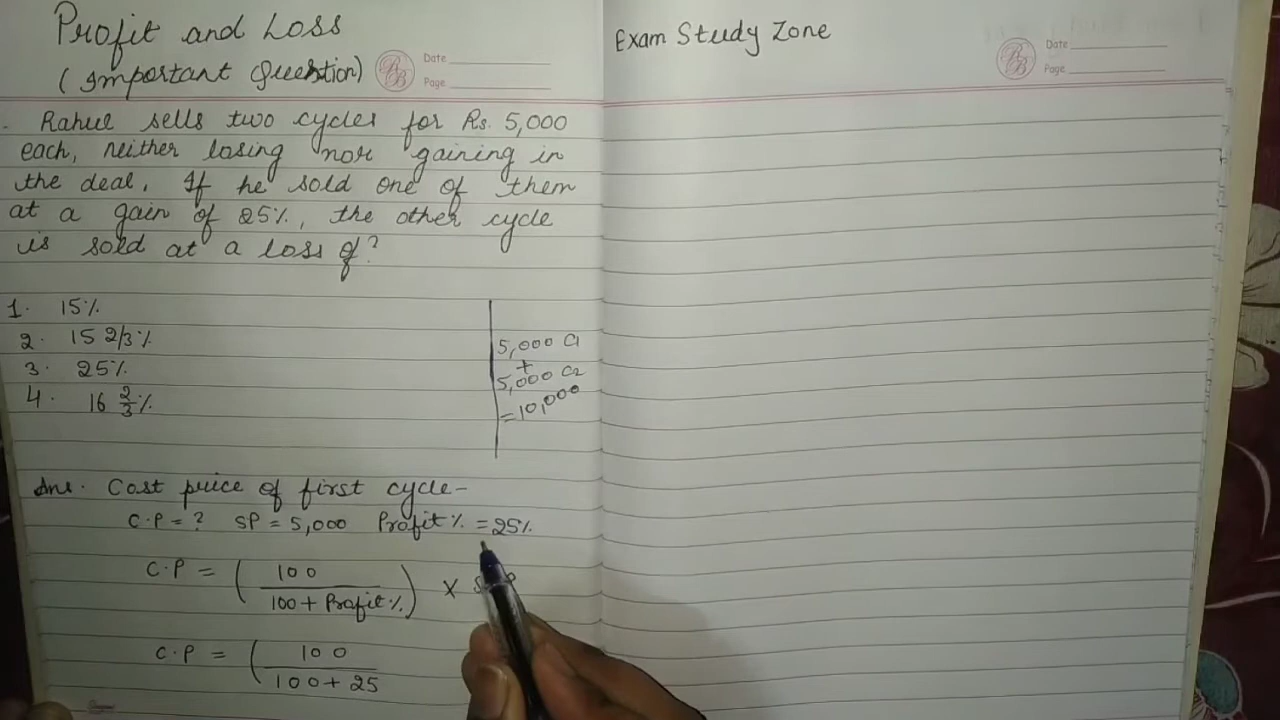 Profit and Loss
(Important Question)
Date
Page
Rahul sells two cycles for Rs. 5,000
each, neither losing nor gaining in
the deal. If he sold one of them
at a gain of 25%, the other cycle
is sold at a loss of?
1. 15%
2. 15 2/3%
3. 25%
4. 16 2/3%
5,000 C1
+
5,000 C2
=10,000
Ans. Cost price of first cycle-
C.P = ? SP = 5,000 Profit% = 25%
C.P = ( 100
100 + Profit% ) ×
C.P = ( 100
100 + 25
Exam Study Zone
Date
Page